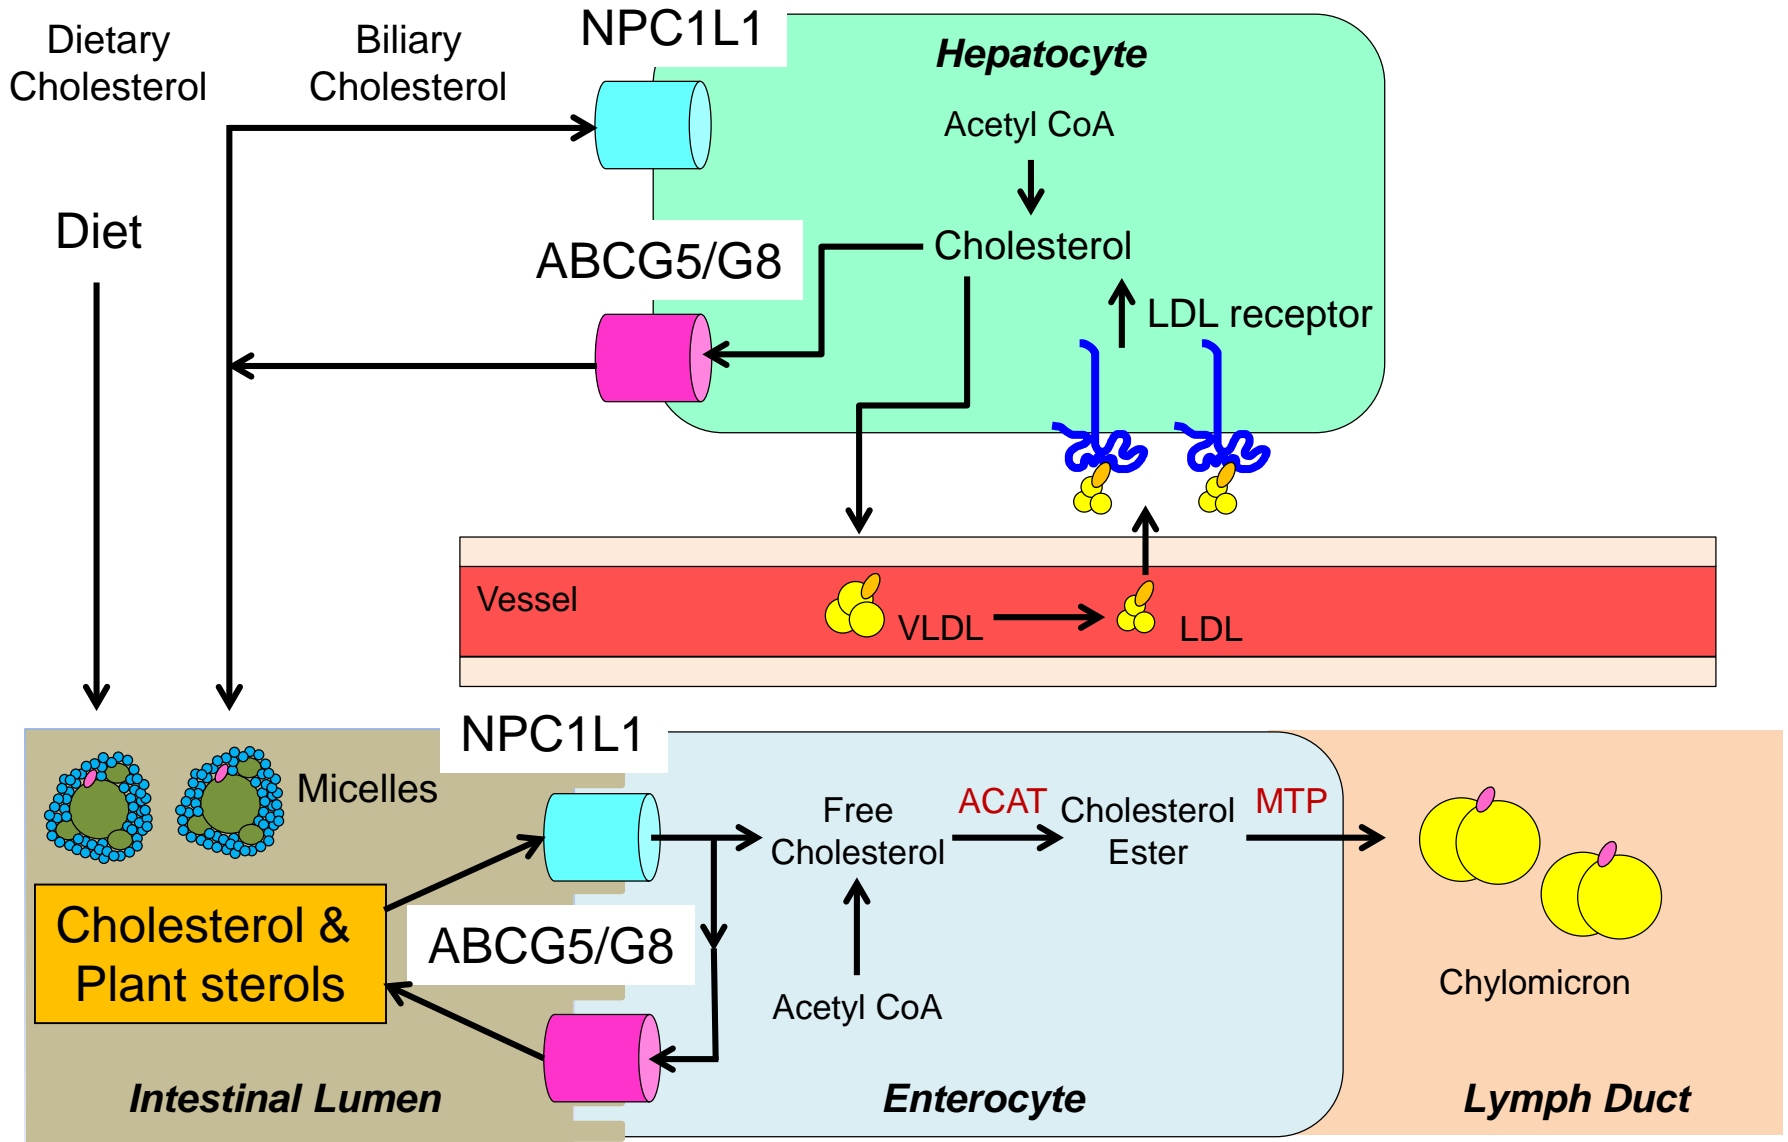 Dietary
Cholesterol
Biliary
Cholesterol
NPC1L1
Hepatocyte
Acetyl CoA
Diet
ABCG5/G8
Cholesterol
LDL receptor
Vessel
VLDL
LDL
NPC1L1
Micelles
Free
Cholesterol
ACAT
Cholesterol
Ester
MTP
Cholesterol &
Plant sterols
ABCG5/G8
Acetyl CoA
Chylomicron
Intestinal Lumen
Enterocyte
Lymph Duct